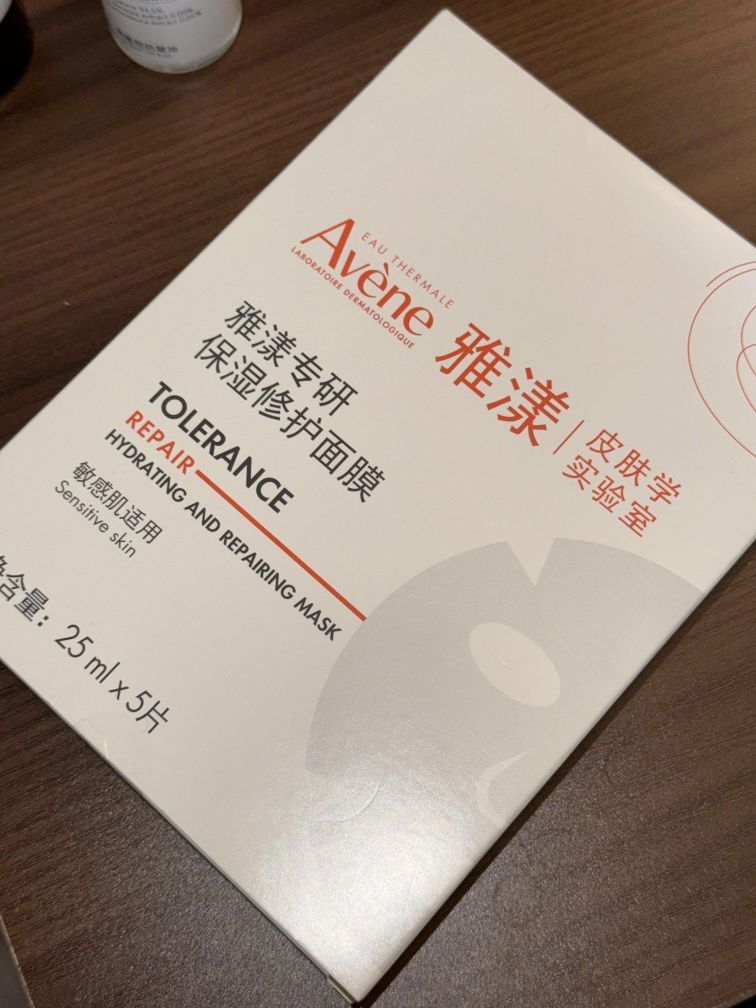 EAU THERMALE
Avène
LABORATOIRE DERMATOLOGIQUE
雅漾
皮肤学
实验室
雅漾专研
保湿修护面膜
TOLERANCE
REPAIR
HYDRATING AND REPAIRING MASK
敏感肌适用
Sensitive skin
含量: 25 ml x 5片